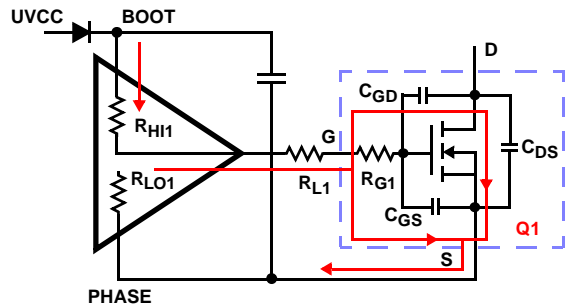 UVCC
BOOT
D
CGD
RHI1
G
CDS
RLO1
RL1
RG1
CGS
Q1
S
PHASE